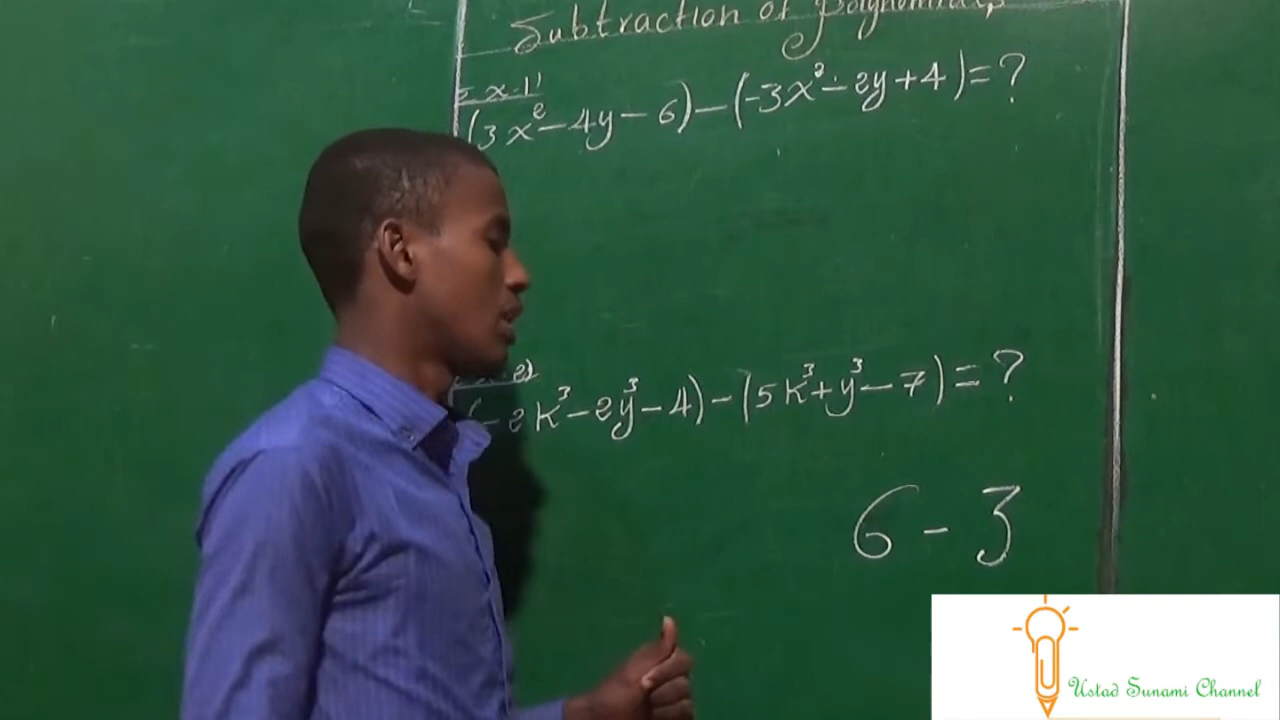 Subtraction of Polynomials
Ex-1)
(3x²-4y-6)-(-3x²-2y+4)=?
(-2k³-2y³-4)-(5k³+y³-7)=?
6-3
Ustad Sunami Channel